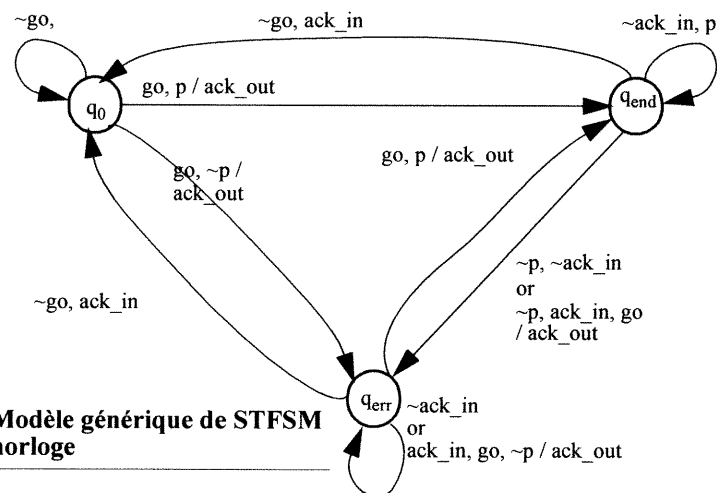 ~go,
~go, ack_in
~ack_in, p
q0
go, p / ack_out
qend
go, ~p /
ack_out
go, p / ack_out
~go, ack_in
~p, ~ack_in
or
~p, ack_in, go
/ ack_out
qerr
~ack_in
or
ack_in, go, ~p / ack_out
Modèle générique de STFSM
horloge